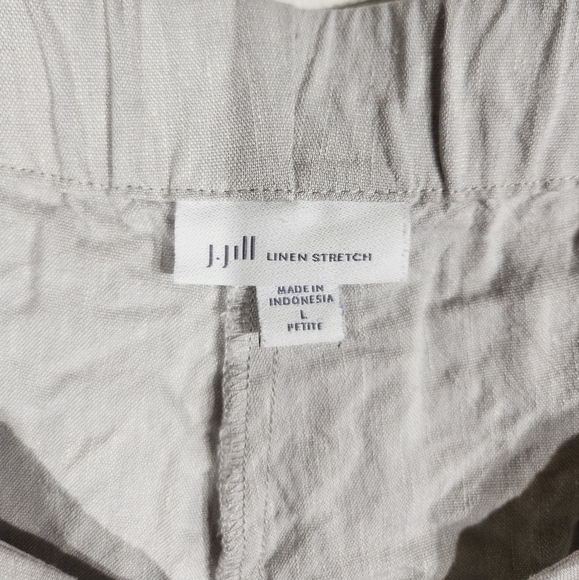 J.Jill LINEN STRETCH
MADE IN
INDONESIA
L
PETITE